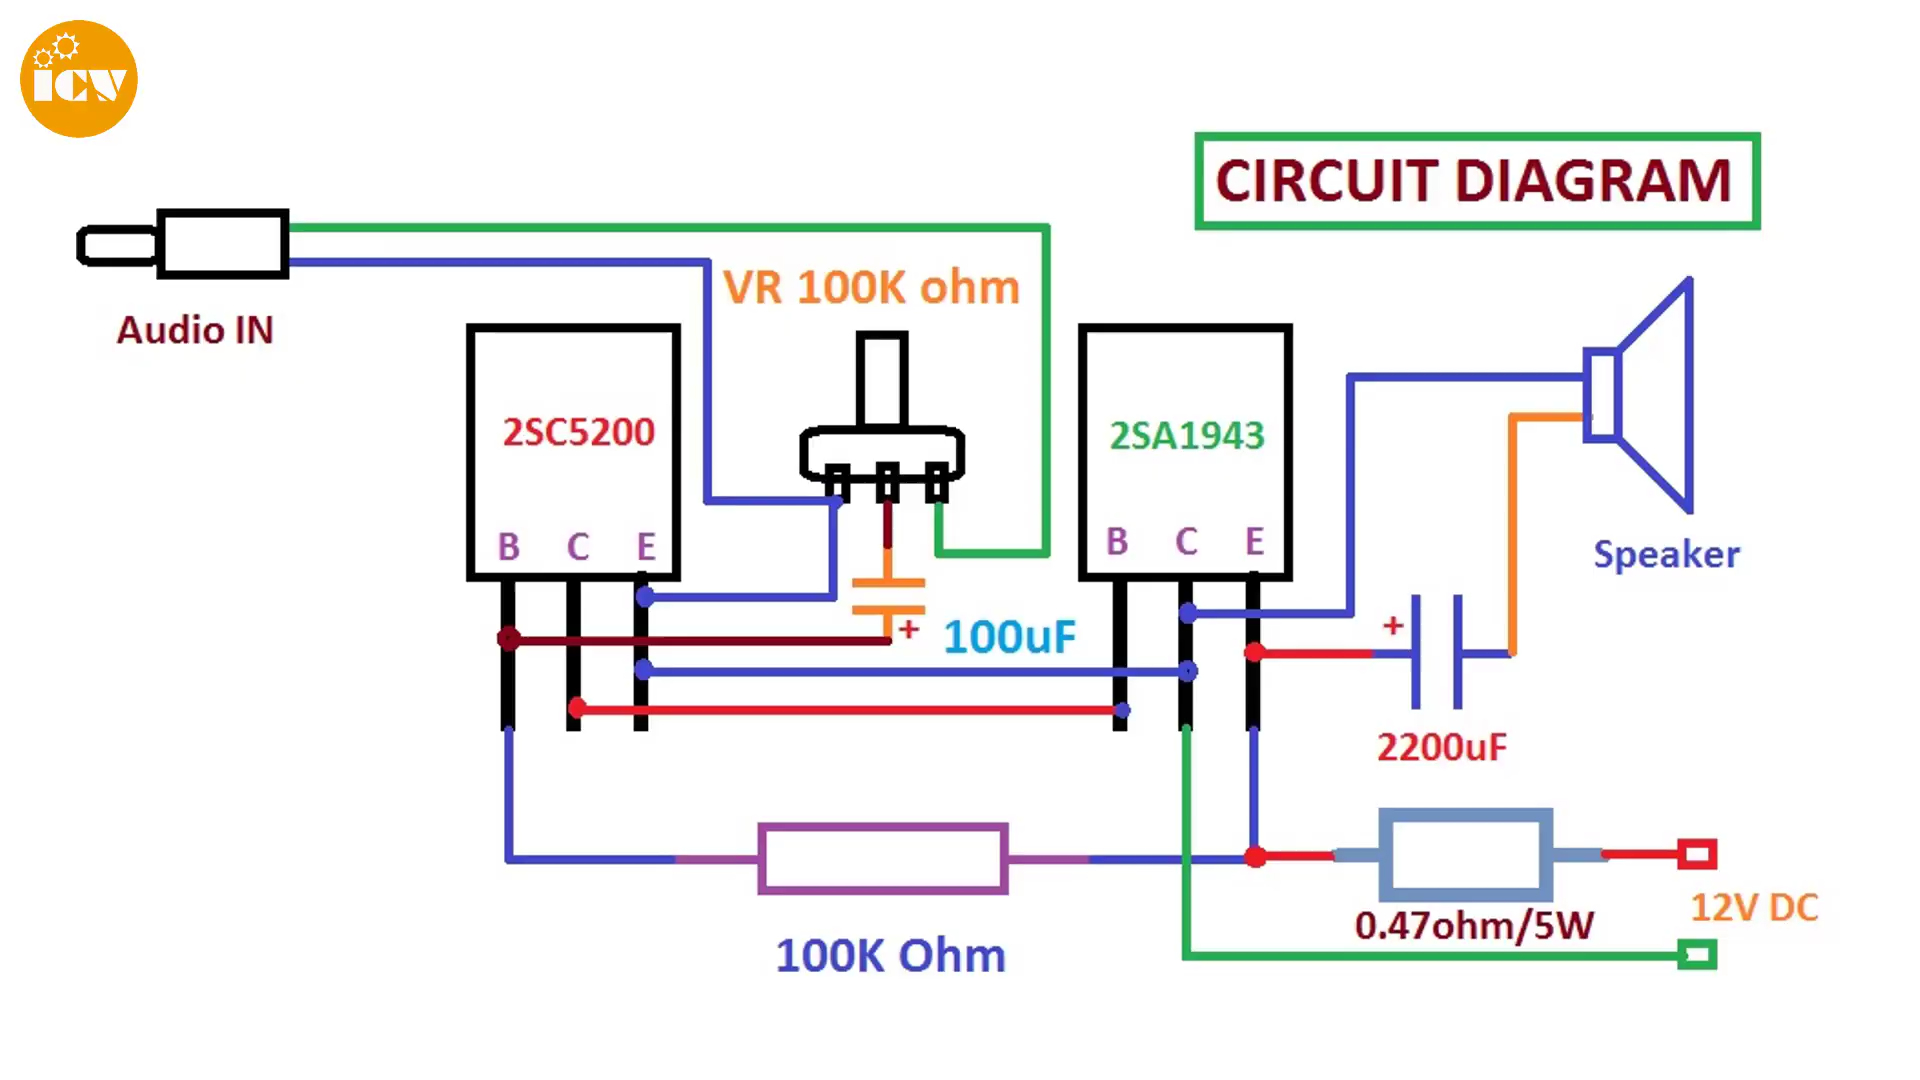 icw
CIRCUIT DIAGRAM
Audio IN
VR 100K ohm
2SC5200
B C E
2SA1943
B C E
Speaker
+
100uF
+
2200uF
100K Ohm
0.47ohm/5W
12V DC